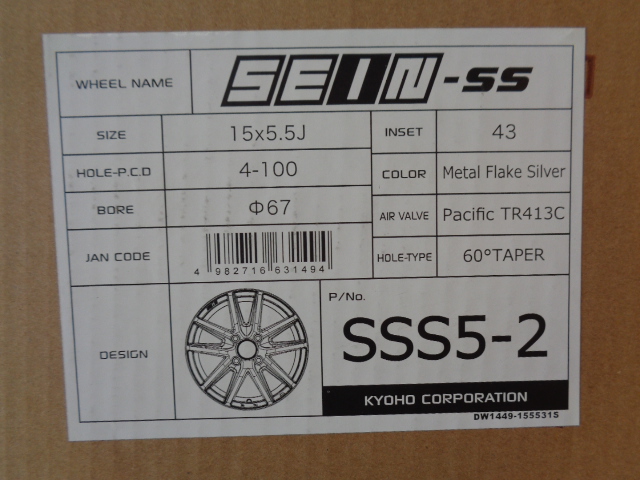 WHEEL NAME SEIN-SS
SIZE 15x5.5J INSET 43
HOLE-P.C.D 4-100 COLOR Metal Flake Silver
BORE Φ67 AIR VALVE Pacific TR413C
JAN CODE 4 982716 631494 HOLE-TYPE 60°TAPER
DESIGN P/No.
SSS5-2
KYOHO CORPORATION
DW1449-155531S